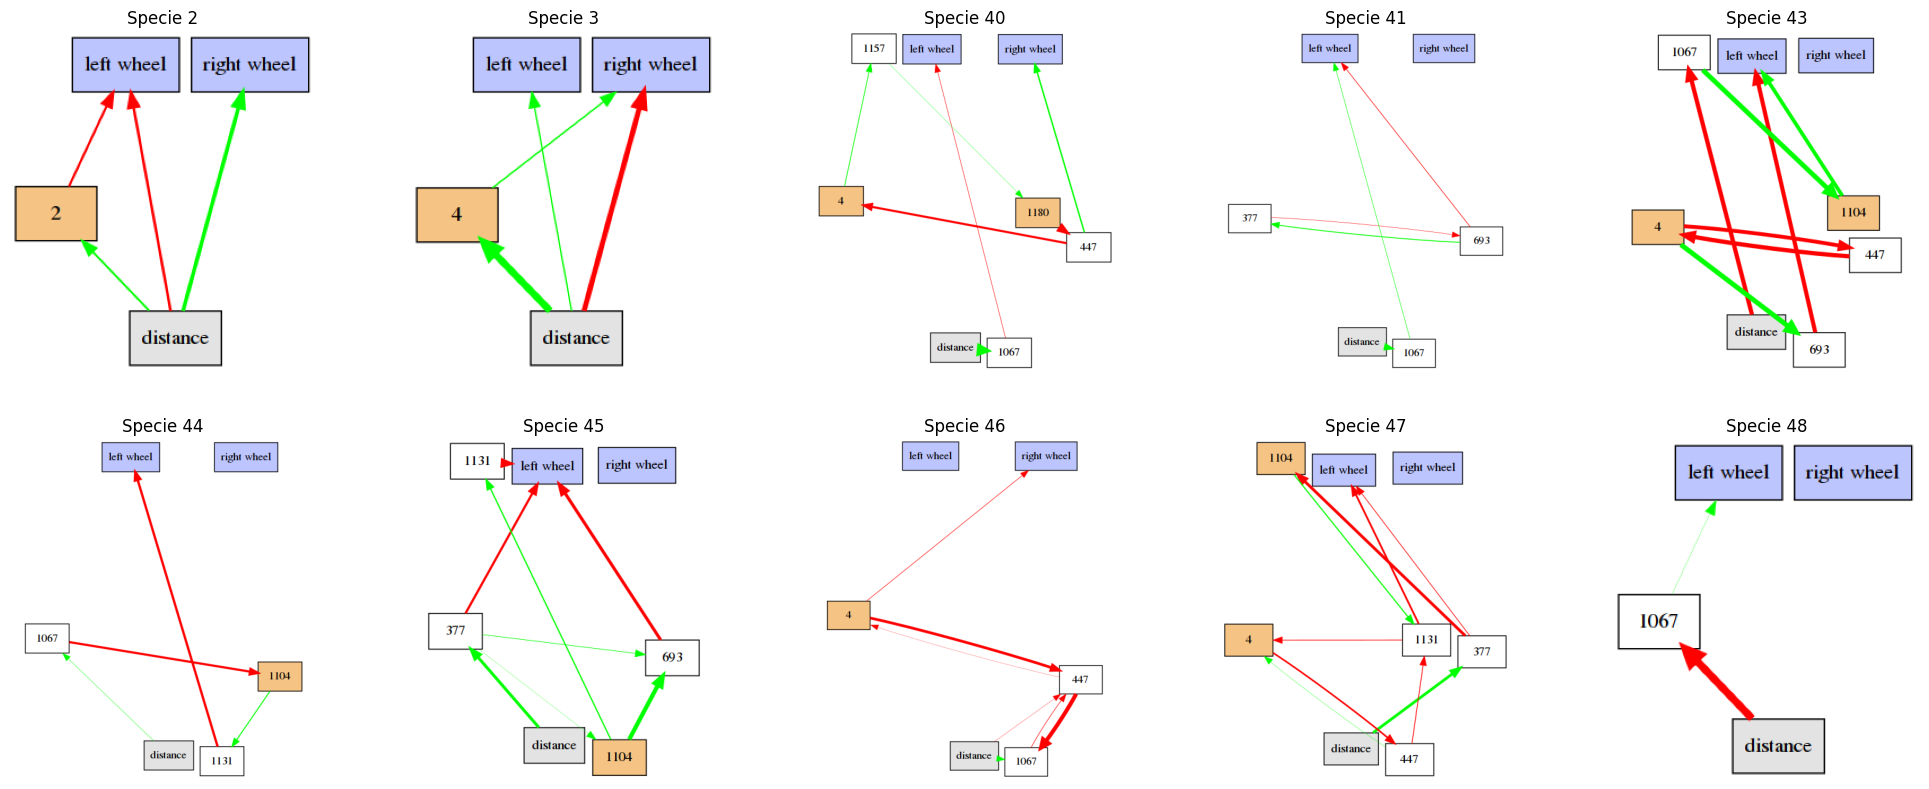 Specie 2
left wheel
right wheel
2
distance
Specie 3
left wheel
right wheel
4
distance
Specie 40
1157
left wheel
right wheel
4
1180
447
distance
1067
Specie 41
left wheel
right wheel
377
693
distance
1067
Specie 43
1067
left wheel
right wheel
4
1104
447
distance
693
Specie 44
left wheel
right wheel
1067
1104
distance
1131
Specie 45
1131
left wheel
right wheel
377
693
distance
1104
Specie 46
left wheel
right wheel
4
447
distance
1067
Specie 47
1104
left wheel
right wheel
4
1131
377
distance
447
Specie 48
left wheel
right wheel
1067
distance